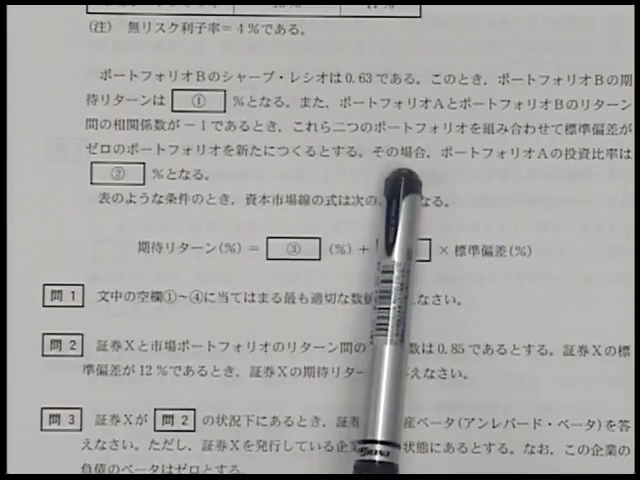 (注) 無リスク利子率=4%である。
ポートフォリオBのシャープ・レシオは0.63である。このとき、ポートフォリオBの期
待リターンは ① %となる。また、ポートフォリオAとポートフォリオBのリターン
間の相関係数が-1であるとき、これら二つのポートフォリオを組み合わせて標準偏差が
ゼロのポートフォリオを新たにつくるとする。その場合、ポートフォリオAの投資比率は
② %となる。
表のような条件のとき、資本市場線の式は次の なる。
期待リターン(%) = ③ (%) + × 標準偏差(%)
問1 文中の空欄①~④に当てはまる最も適切な数値 えなさい。
問2 証券Xと市場ポートフォリオのリターン間の 数は0.85であるとする。証券Xの標
準偏差が12%であるとき、証券Xの期待リター えなさい。
問3 証券Xが 問2 の状況下にあるとき、証 産ベータ(アンレバード・ベータ)を答
えなさい。ただし、証券Xを発行している企 状態にあるとする。なお、この企業の
負債のベータはゼロとする。